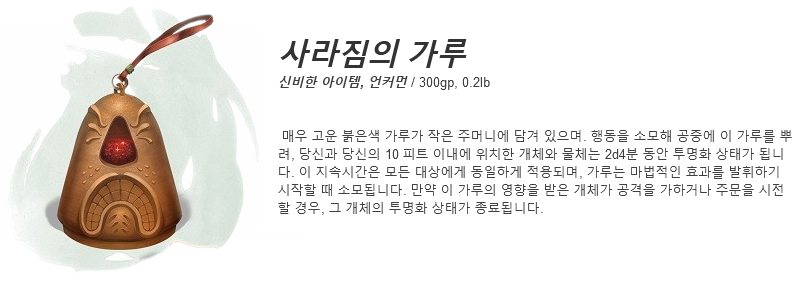 사라짐의 가루
신비한 아이템, 언커먼 / 300gp, 0.2lb
매우 고운 붉은색 가루가 작은 주머니에 담겨 있으며. 행동을 소모해 공중에 이 가루를 뿌
려, 당신과 당신의 10 피트 이내에 위치한 개체와 물체는 2d4분 동안 투명화 상태가 됩니
다. 이 지속시간은 모든 대상에게 동일하게 적용되며, 가루는 마법적인 효과를 발휘하기
시작할 때 소모됩니다. 만약 이 가루의 영향을 받은 개체가 공격을 가하거나 주문을 시전
할 경우, 그 개체의 투명화 상태가 종료됩니다.